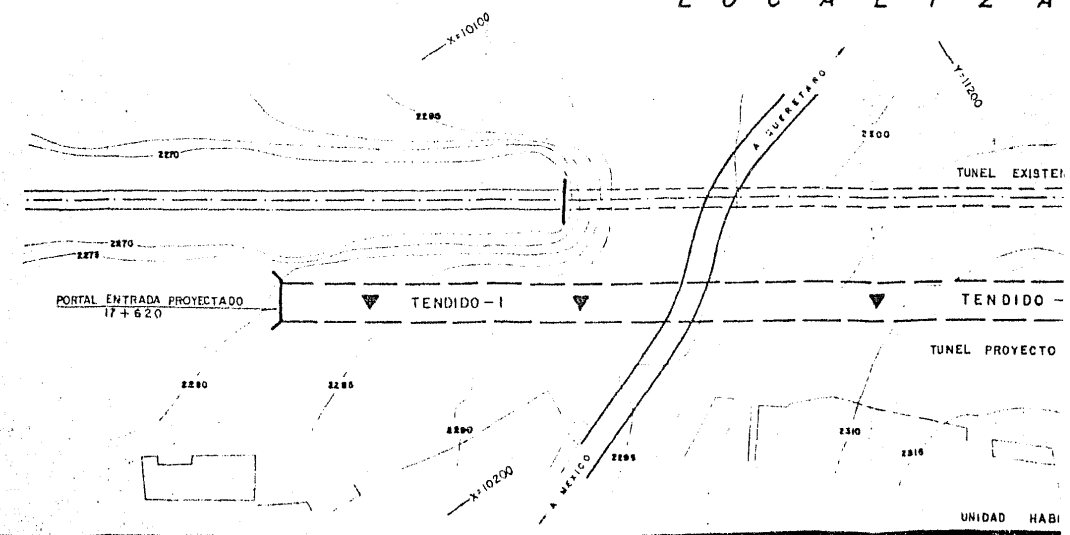 L O C A L I Z A
X=10100
Y=11200
A QUERETARO
2295
2300
2270
TUNEL EXISTEN
2270
2275
PORTAL ENTRADA PROYECTADO
17+620
TENDIDO-1
TENDIDO-
TUNEL PROYECTO
2280
2285
2290
2295
2310
2315
X=10200
A MEXICO
UNIDAD HABI